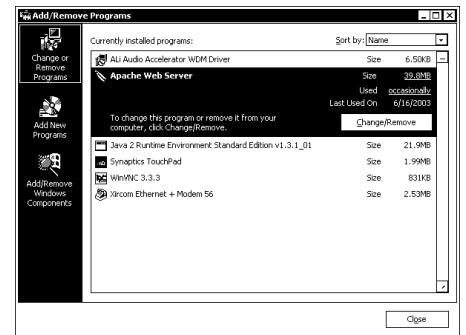 Add/Remove Programs
Change or
Remove
Programs
Add New
Programs
Add/Remove
Windows
Components
Currently installed programs:
Sort by: Name
ALi Audio Accelerator WDM Driver Size 6.50KB
Apache Web Server Size 39.8MB
Used occasionally
Last Used On 6/16/2003
To change this program or remove it from your
computer, click Change/Remove.
Change/Remove
Java 2 Runtime Environment Standard Edition v1.3.1_01 Size 21.9MB
Synaptics TouchPad Size 1.99MB
WinVNC 3.3.3 Size 831KB
Xircom Ethernet + Modem 56 Size 2.53MB
Close